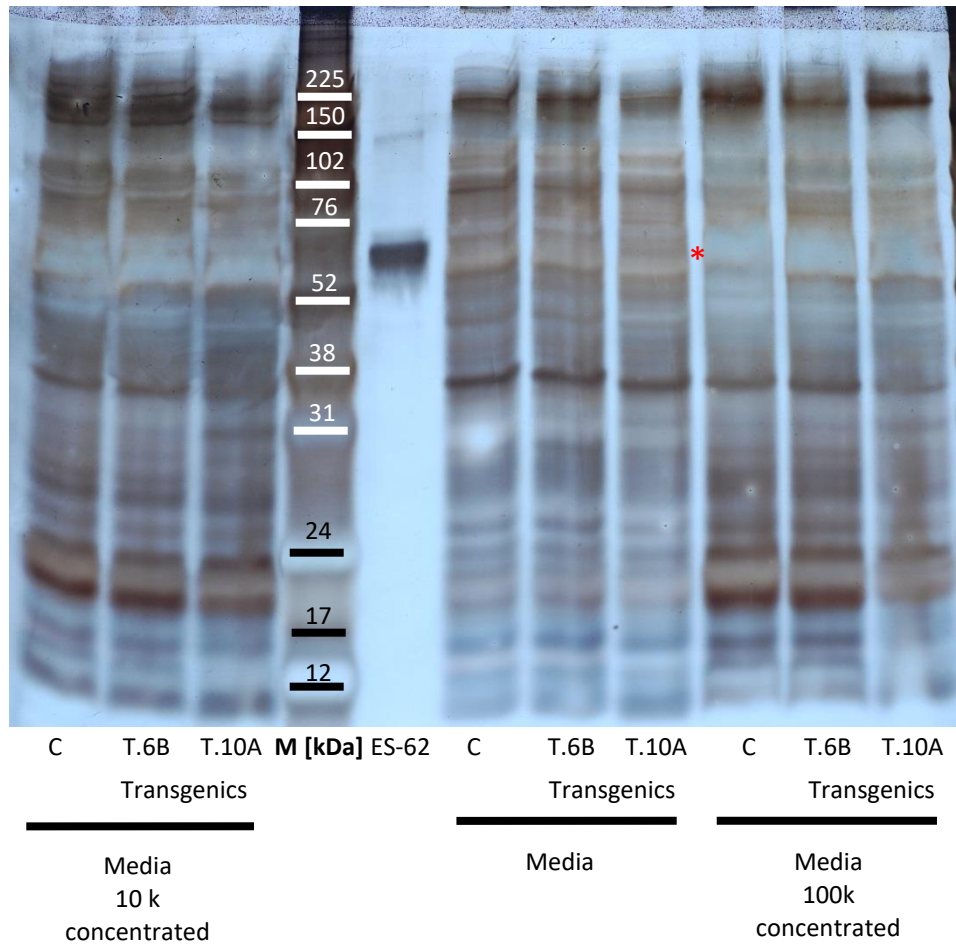 225
150
102
76
*
52
38
31
24
17
12
C T.6B T.10A M [kDa] ES-62 C T.6B T.10A C T.6B T.10A
Transgenics Transgenics Transgenics
Media Media Media
10 k 100k
concentrated concentrated